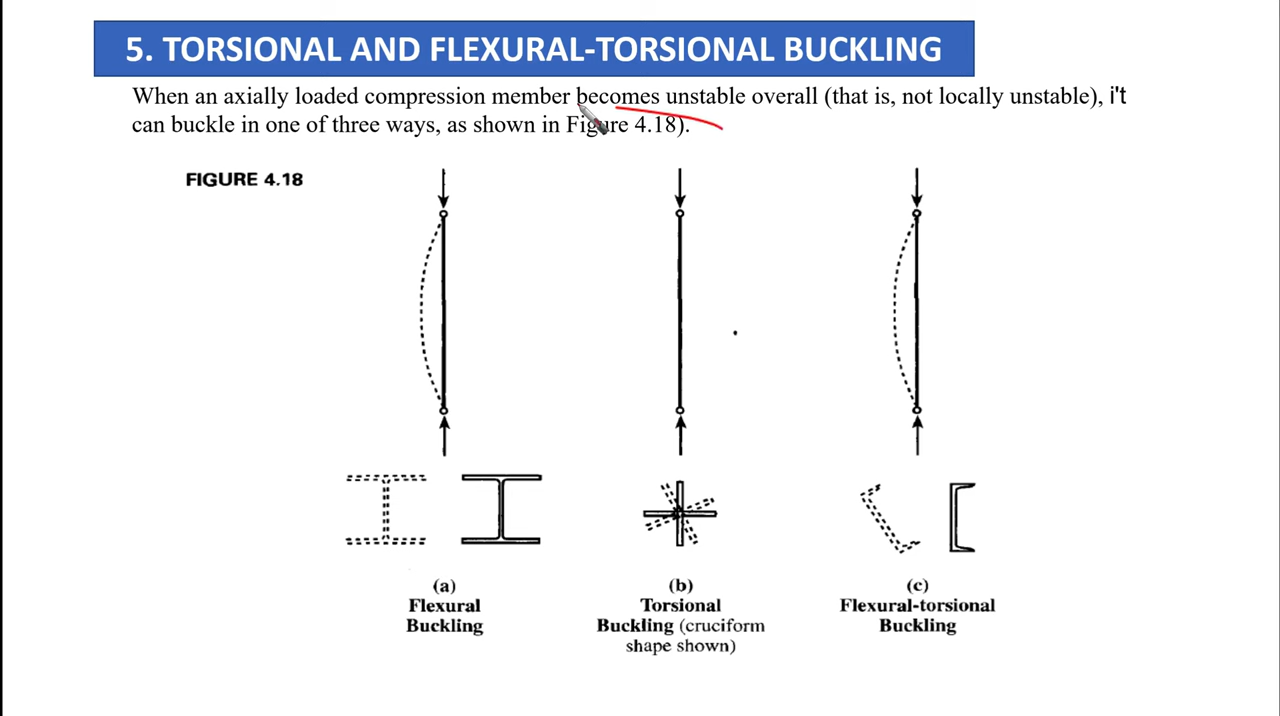 5. TORSIONAL AND FLEXURAL-TORSIONAL BUCKLING
When an axially loaded compression member becomes unstable overall (that is, not locally unstable), i't
can buckle in one of three ways, as shown in Figure 4.18).
FIGURE 4.18
(a)
Flexural
Buckling
(b)
Torsional
Buckling (cruciform
shape shown)
(c)
Flexural-torsional
Buckling